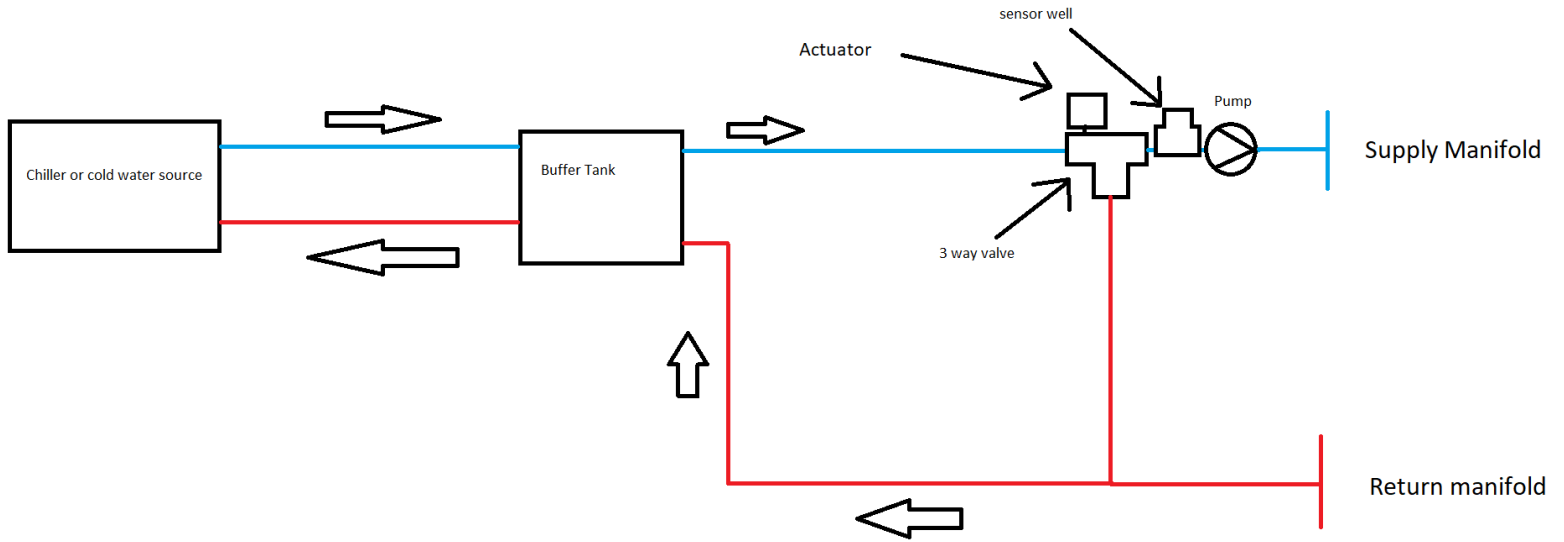 sensor well
Actuator
Pump
Supply Manifold
Chiller or cold water source
Buffer Tank
3 way valve
Return manifold